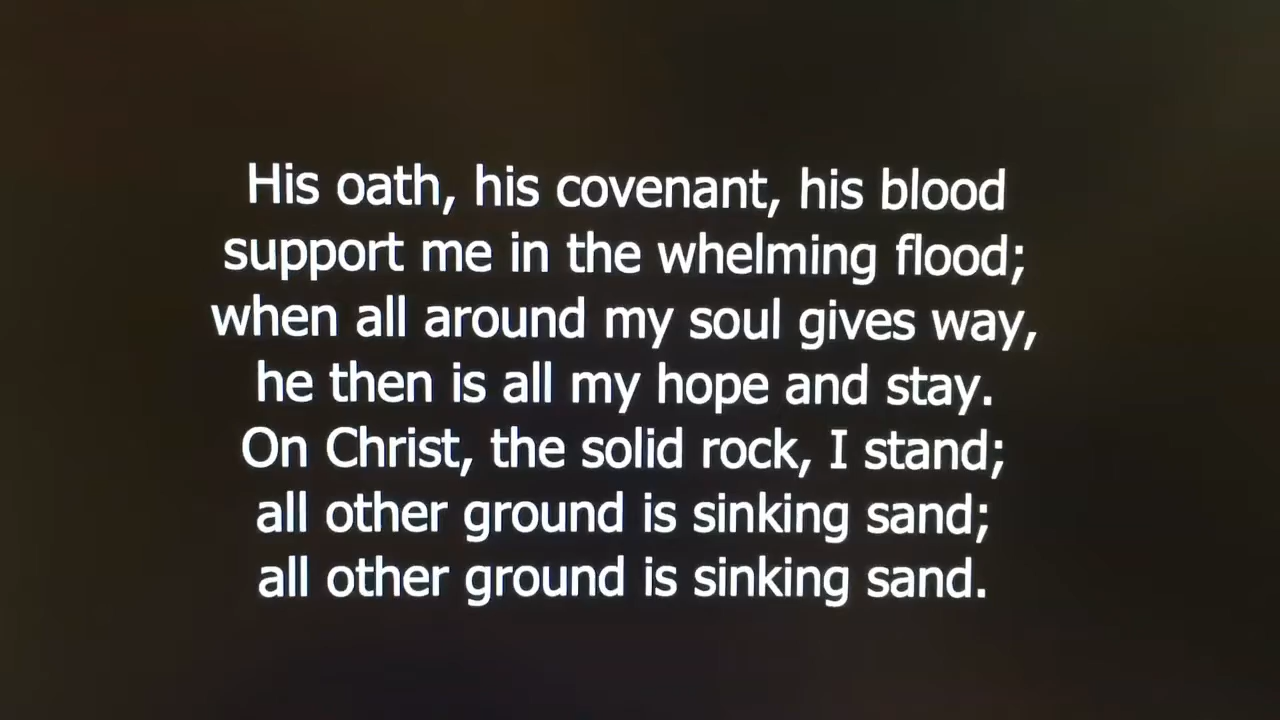 His oath, his covenant, his blood
support me in the whelming flood;
when all around my soul gives way,
he then is all my hope and stay.
On Christ, the solid rock, I stand;
all other ground is sinking sand;
all other ground is sinking sand.